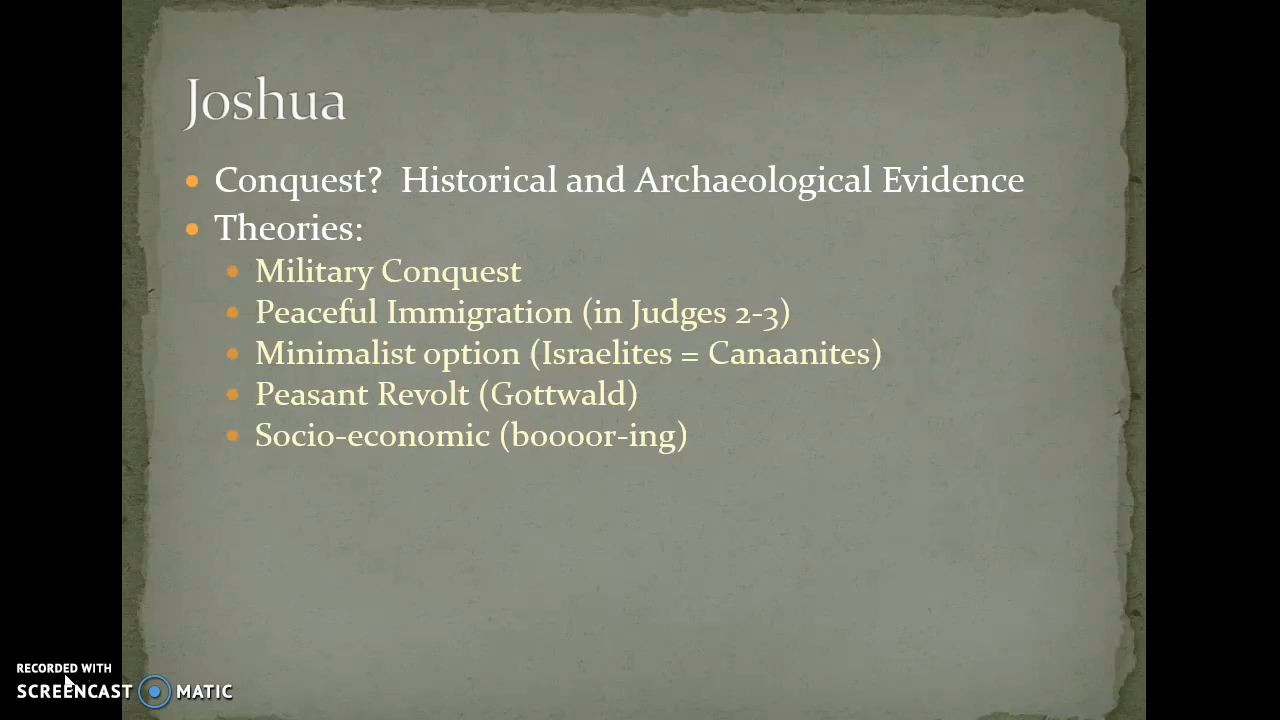 Joshua
• Conquest? Historical and Archaeological Evidence
• Theories:
• Military Conquest
• Peaceful Immigration (in Judges 2-3)
• Minimalist option (Israelites = Canaanites)
• Peasant Revolt (Gottwald)
• Socio-economic (boooor-ing)
RECORDED WITH
SCREENCAST MATIC